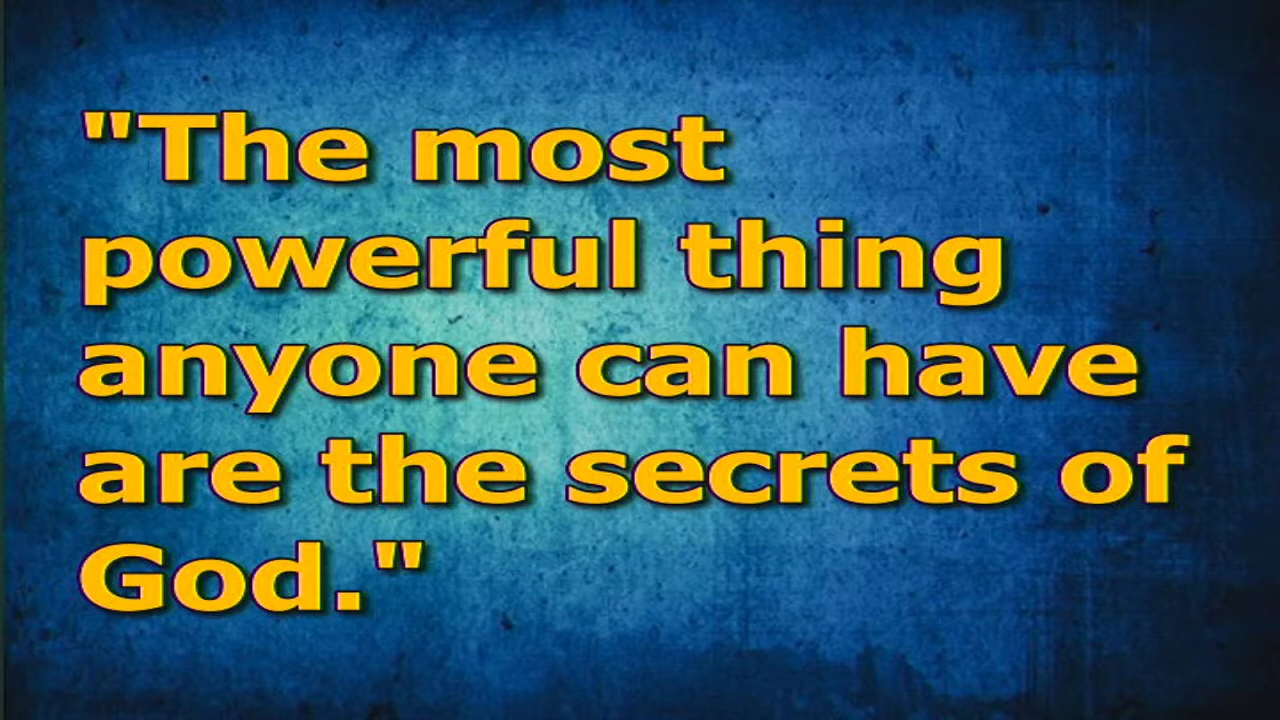 "The most
powerful thing
anyone can have
are the secrets of
God."